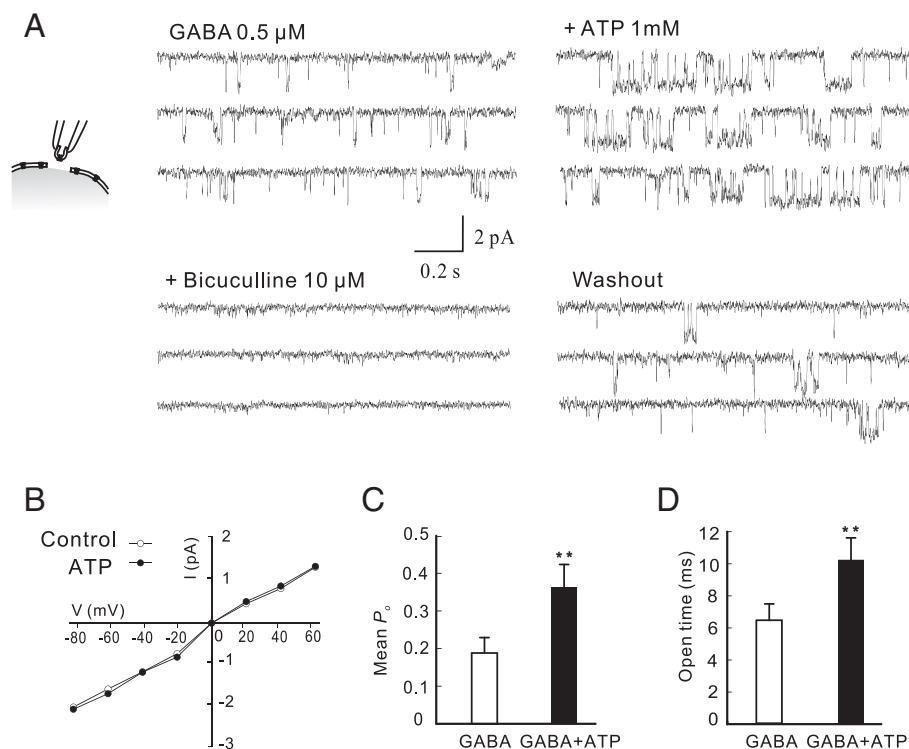 A
GABA 0.5 µM
+ ATP 1mM
2 pA
0.2 s
+ Bicuculline 10 µM
Washout
B
Control
ATP
I (pA)
V (mV)
2
1
-80 -60 -40 -20 0 20 40 60
-1
-2
-3
C
Mean Po
0.5
0.4
0.3
0.2
0.1
0
**
GABA GABA+ATP
D
Open time (ms)
12
10
8
6
4
2
0
**
GABA GABA+ATP